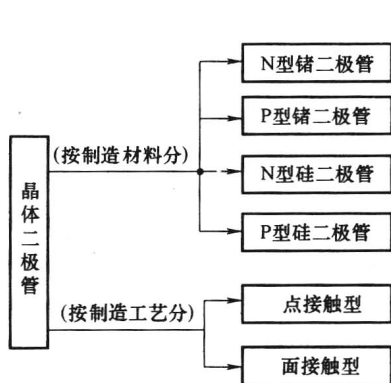 N型锗二极管
P型锗二极管
(按制造材料分)
N型硅二极管
晶体二极管
P型硅二极管
(按制造工艺分)
点接触型
面接触型